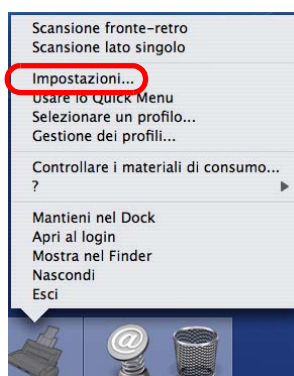 Scansione fronte-retro
Scansione lato singolo
Impostazioni...
Usare lo Quick Menu
Selezionare un profilo...
Gestione dei profili...
Controllare i materiali di consumo...
?
Mantieni nel Dock
Apri al login
Mostra nel Finder
Nascondi
Esci
@